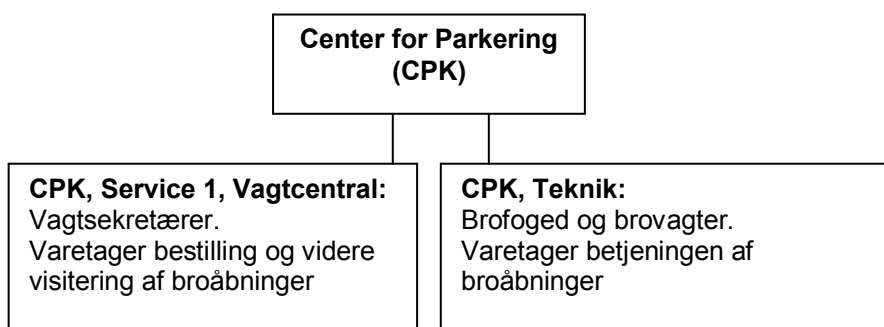 Center for Parkering
(CPK)
CPK, Service 1, Vagtcentral:
Vagtsekretærer.
Varetager bestilling og videre
visitering af broåbninger
CPK, Teknik:
Brofoged og brovagter.
Varetager betjeningen af
broåbninger